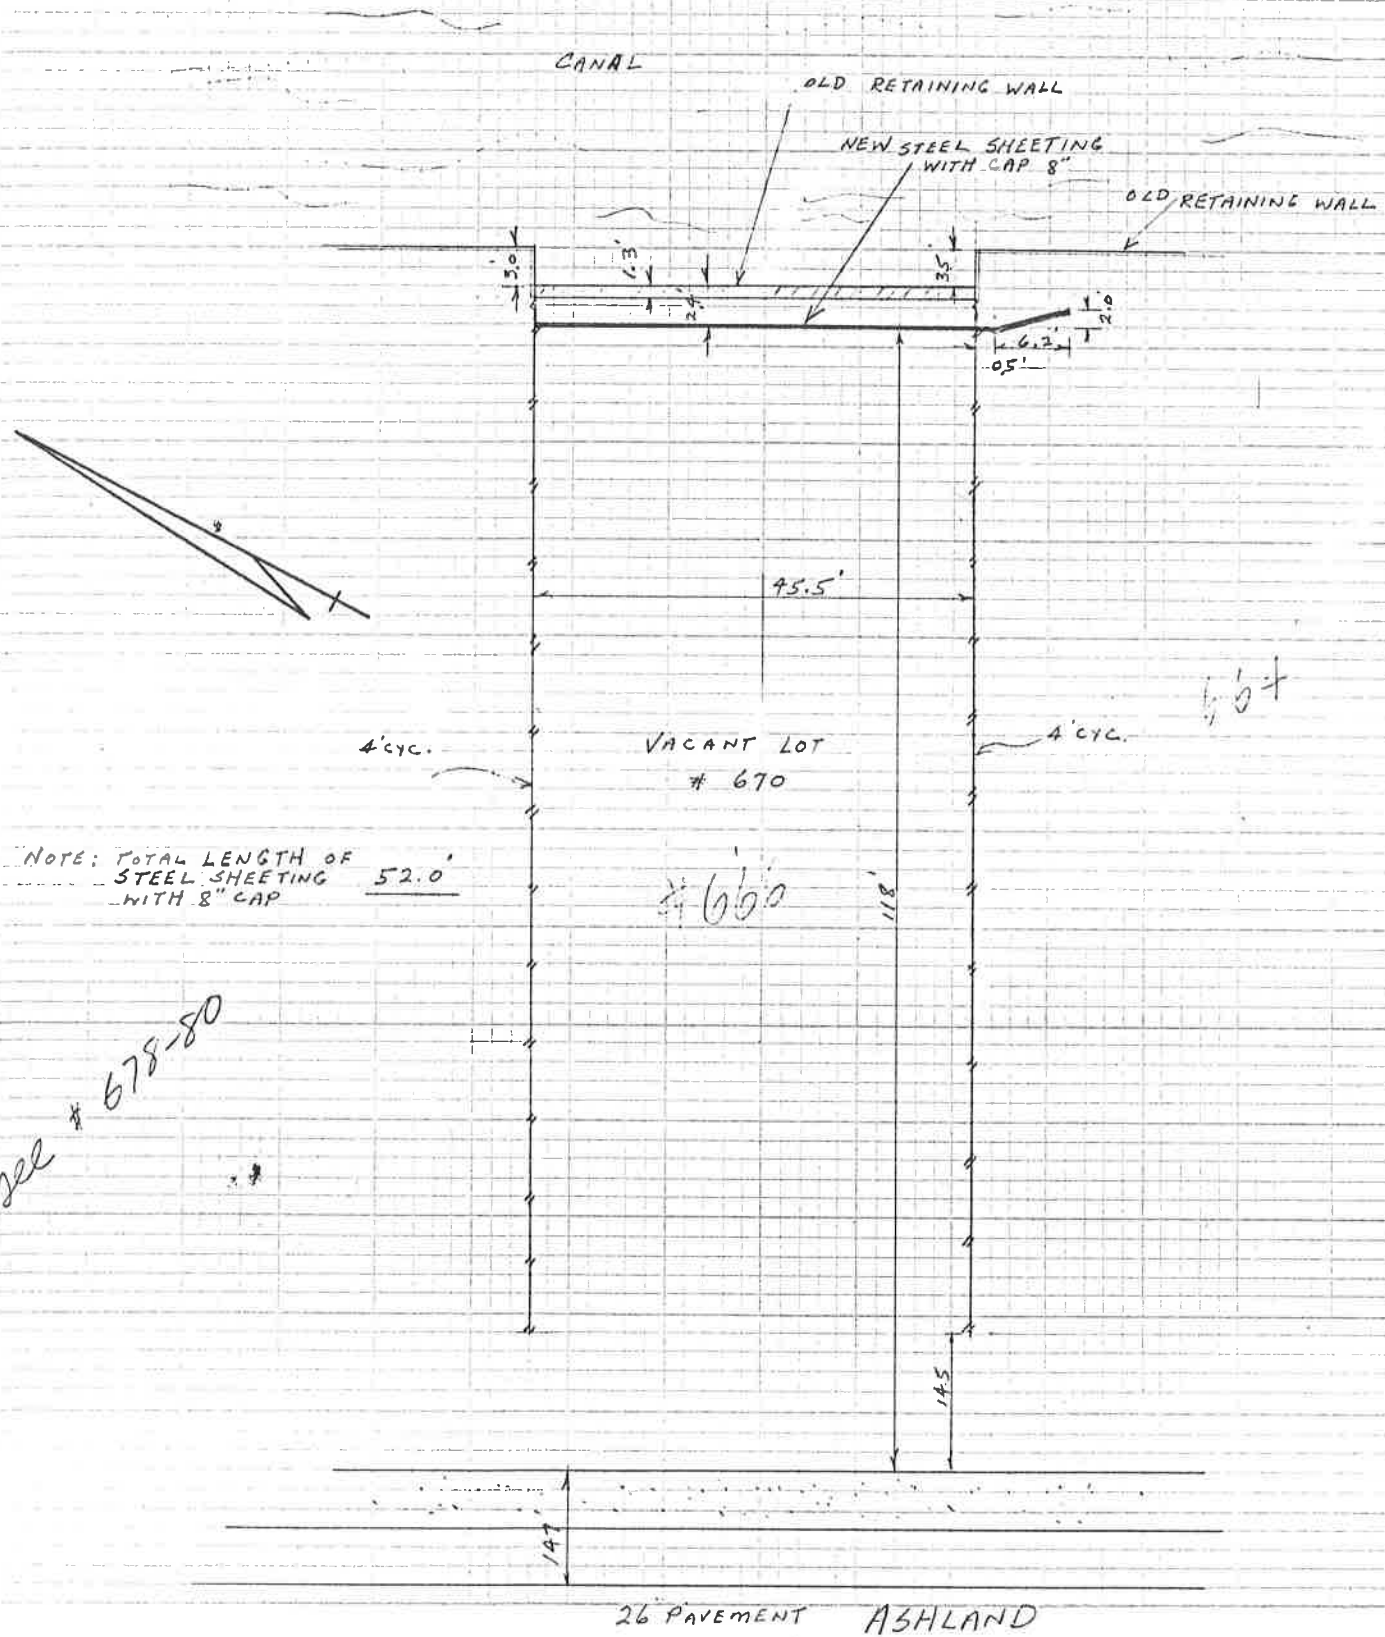 CANAL
OLD RETAINING WALL
NEW STEEL SHEETING
WITH CAP 8"
OLD RETAINING WALL
3.0'
1.3'
3.5'
2.0
6.2'
0.5'
45.5'
4' CYC.
VACANT LOT
# 670
4' CYC.
NOTE: TOTAL LENGTH OF
STEEL SHEETING
WITH 8" CAP
52.0'
# 660
118'
See # 678-80
14.5
26' PAVEMENT
ASHLAND